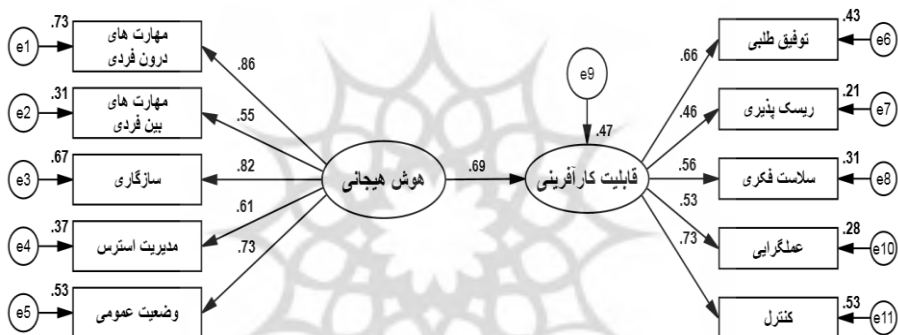 .73
e1
مهارت های
درون فردی
.86
.31
e2
مهارت های
بین فردی
.55
.67
e3
سازگاری
.82
.37
e4
مدیریت استرس
.61
.53
e5
وضعیت عمومی
.73
هوش هیجانی
.69
e9
.47
قابلیت کارآفرینی
.66
توفیق طلبی
.43
e6
.46
ریسک پذیری
.21
e7
.56
سلاست فکری
.31
e8
.53
عملگرایی
.28
e10
.73
کنترل
.53
e11